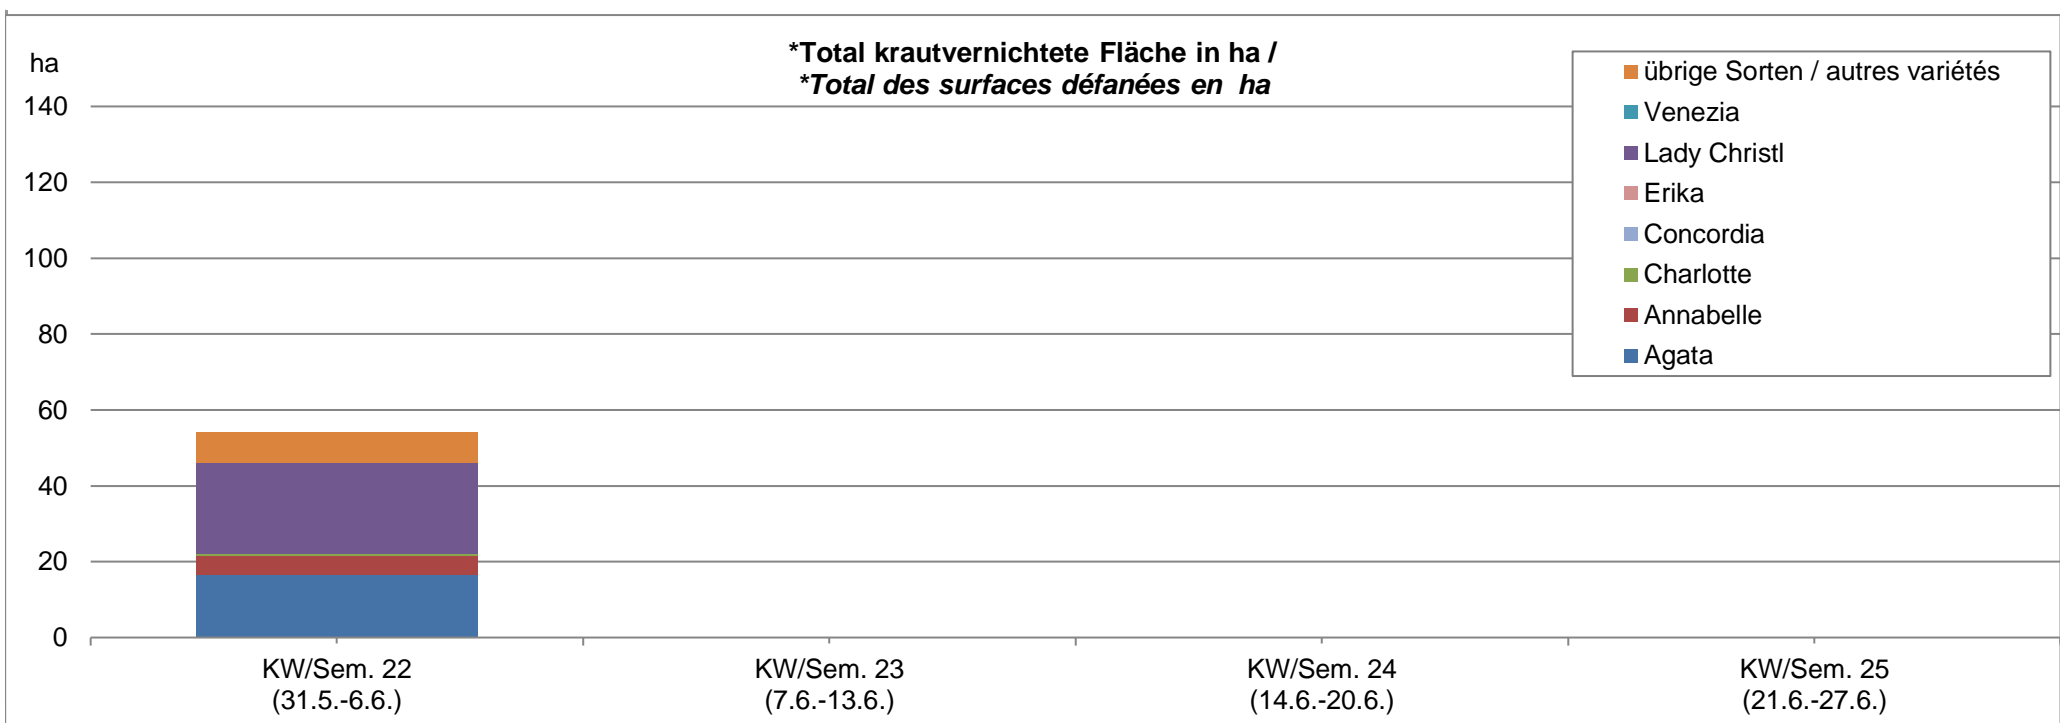 *Total krautvernichtete Fläche in ha /
*Total des surfaces défanées en ha
ha
140
120
100
80
60
40
20
0
übrige Sorten / autres variétés
Venezia
Lady Christl
Erika
Concordia
Charlotte
Annabelle
Agata
KW/Sem. 22
(31.5.-6.6.)
KW/Sem. 23
(7.6.-13.6.)
KW/Sem. 24
(14.6.-20.6.)
KW/Sem. 25
(21.6.-27.6.)